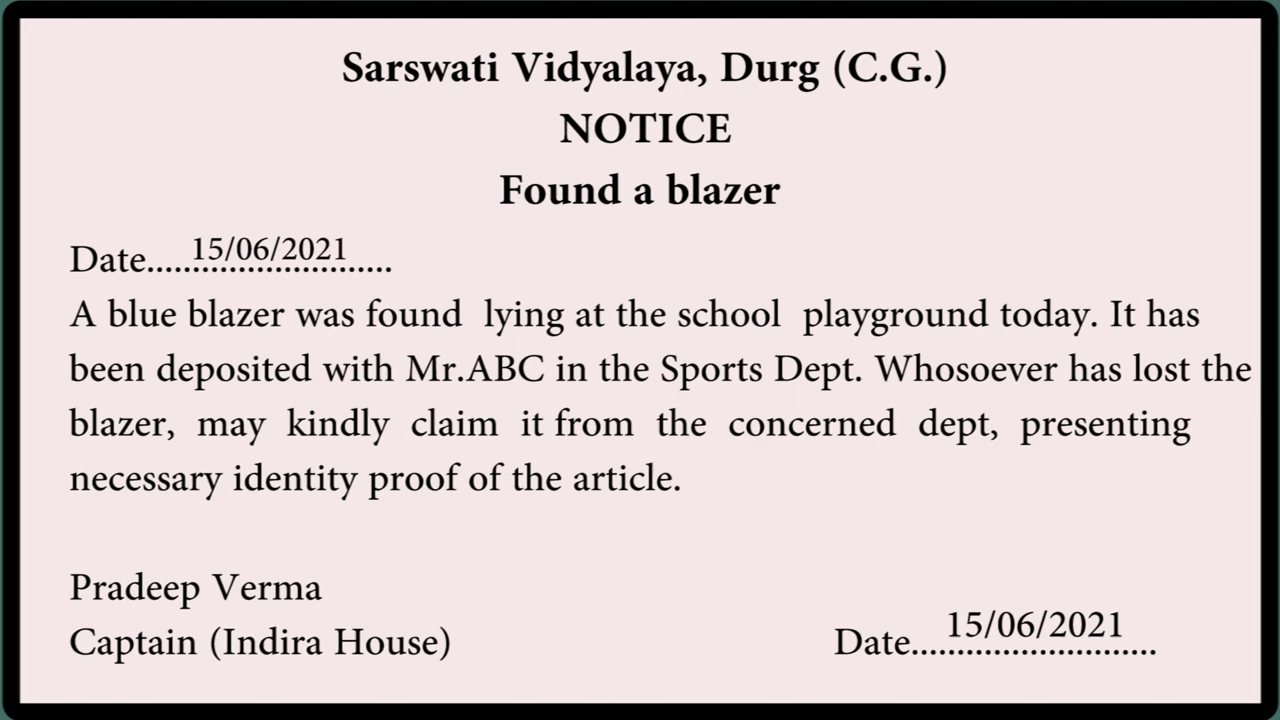 Sarswati Vidyalaya, Durg (C.G.)
NOTICE
Found a blazer
Date.....15/06/2021.....
A blue blazer was found lying at the school playground today. It has
been deposited with Mr.ABC in the Sports Dept. Whosoever has lost the
blazer, may kindly claim it from the concerned dept, presenting
necessary identity proof of the article.
Pradeep Verma
Captain (Indira House)
Date.....15/06/2021.....